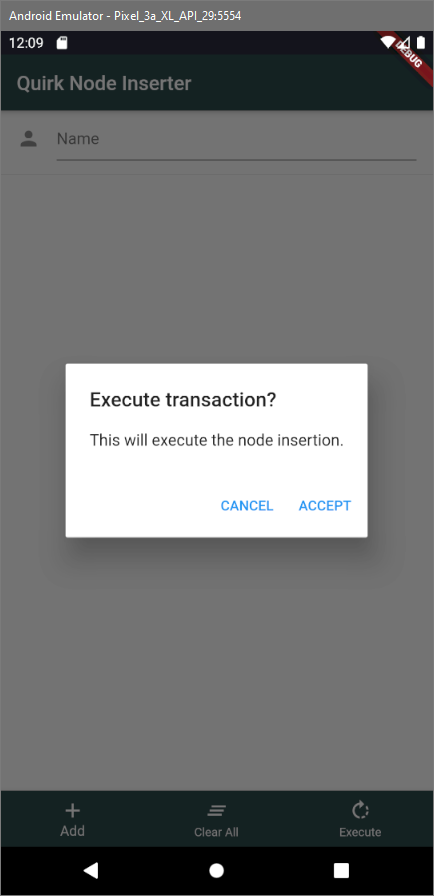 Android Emulator - Pixel_3a_XL_API_29:5554
12:09
DEBUG
Quirk Node Inserter
Name
Execute transaction?
This will execute the node insertion.
CANCEL ACCEPT
Add Clear All Execute